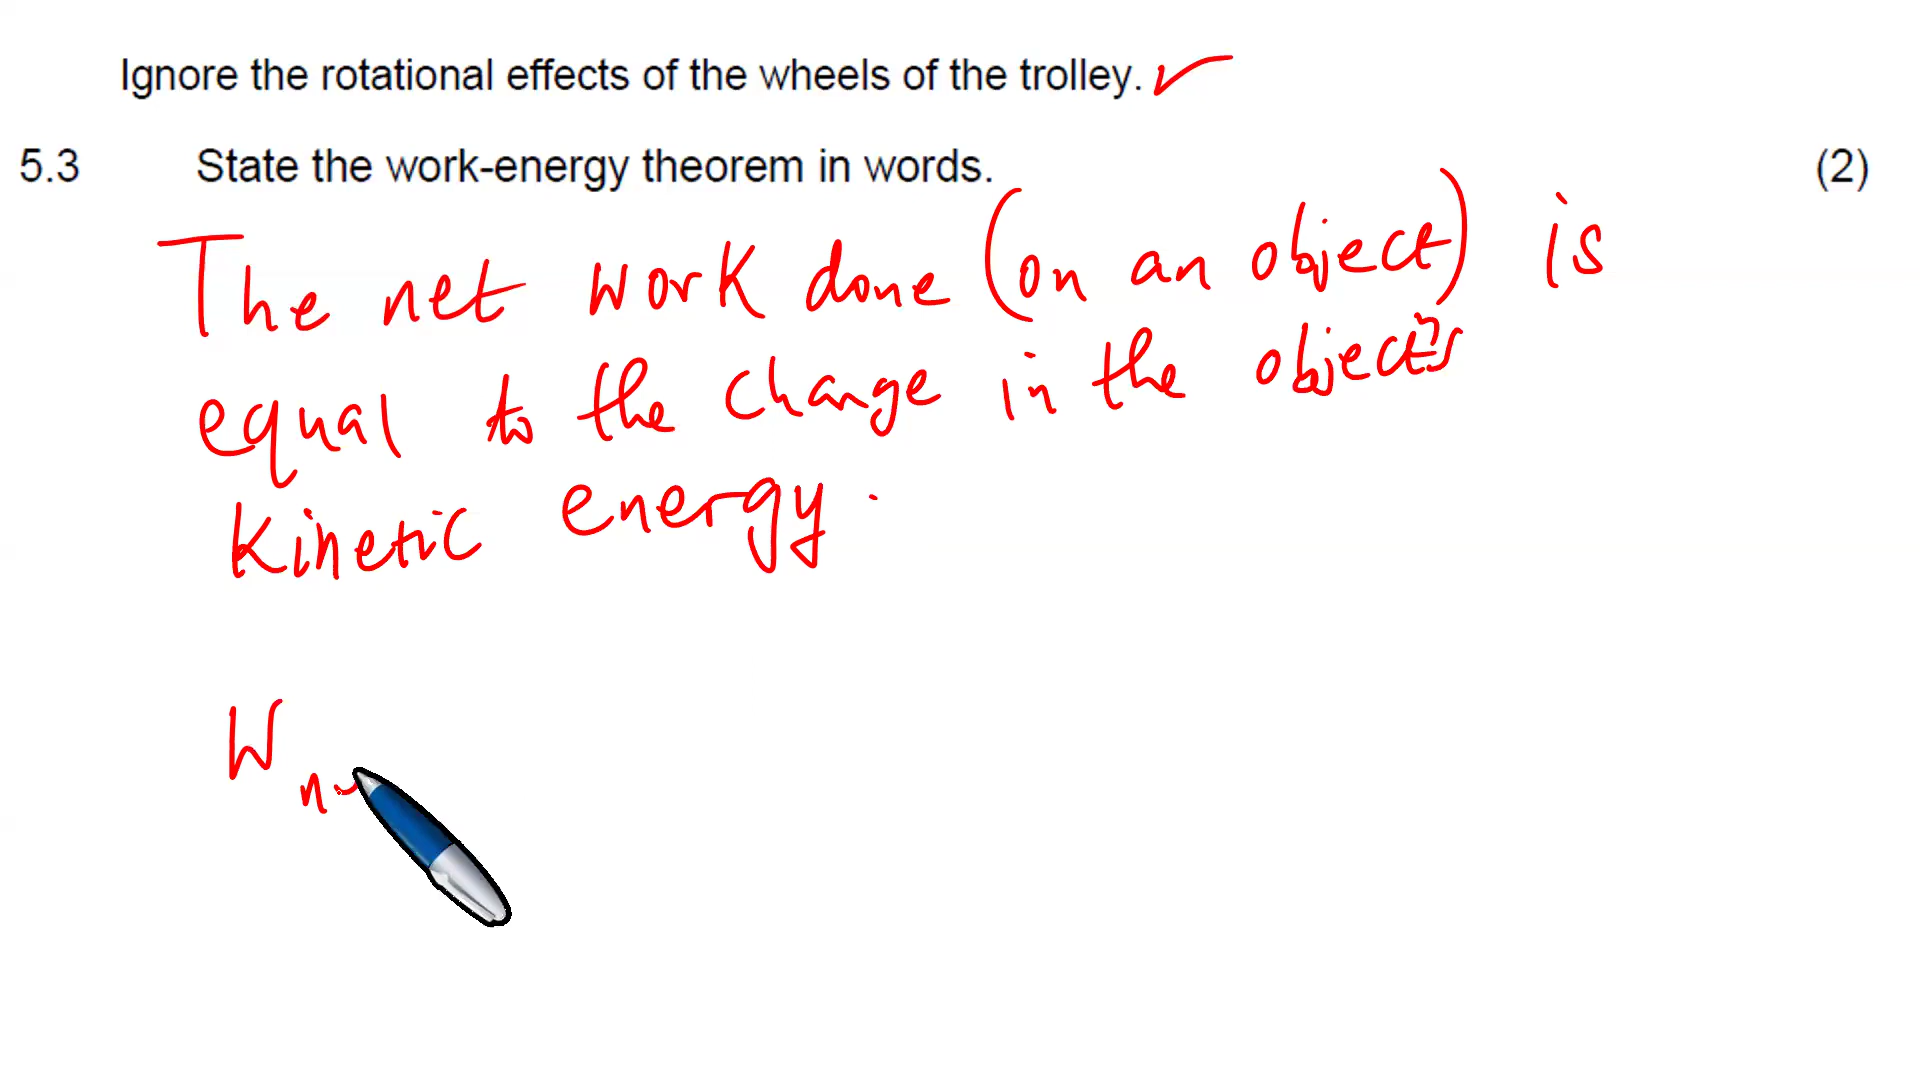 Ignore the rotational effects of the wheels of the trolley.
5.3 State the work-energy theorem in words. (2)
The net work done (on an object) is
equal to the change in the object's
kinetic energy.
W n